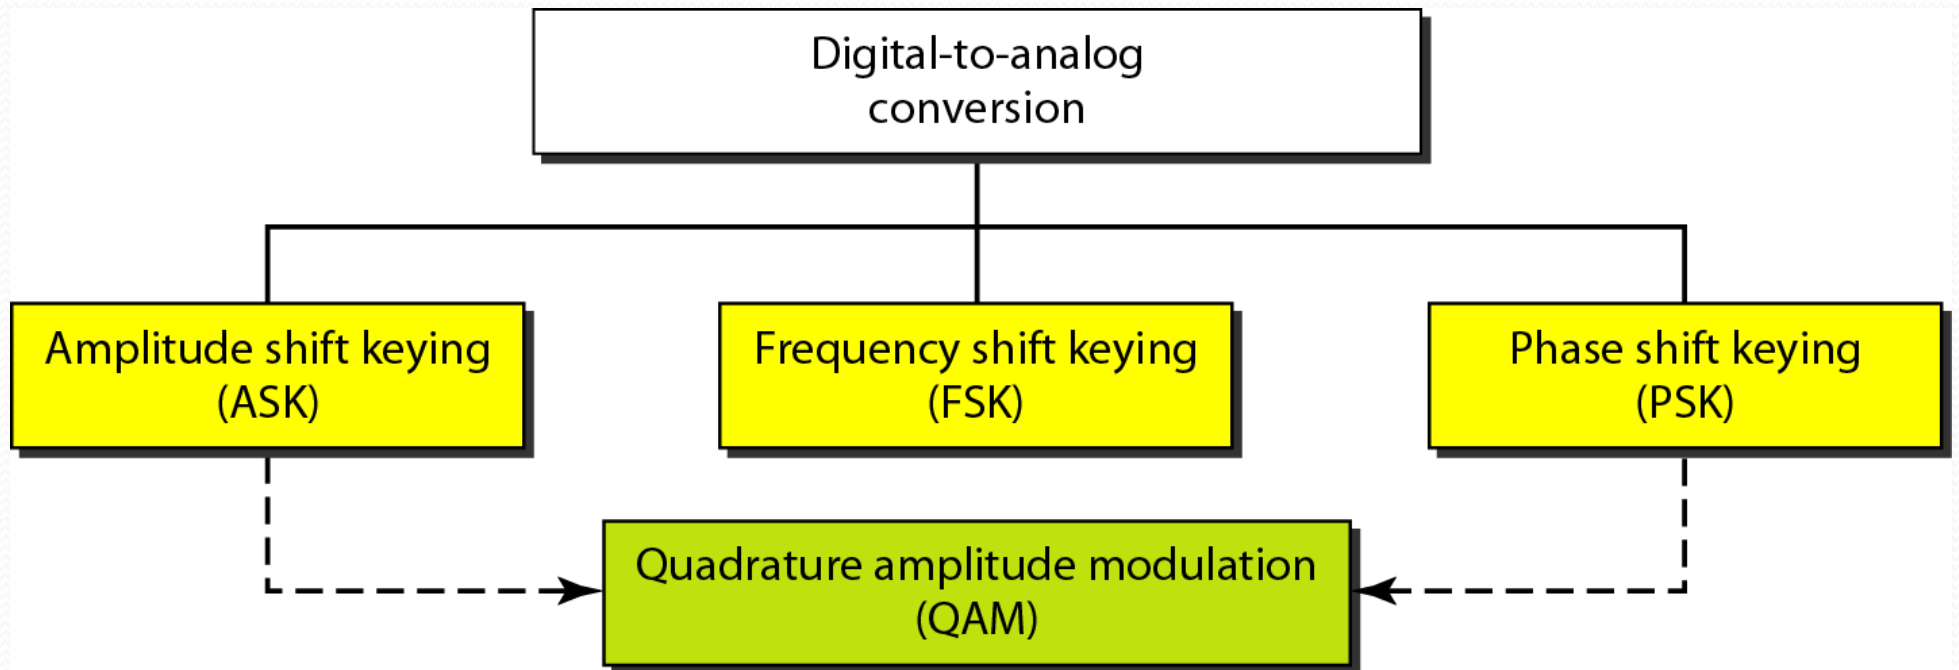 Digital-to-analog
conversion
Amplitude shift keying
(ASK)
Frequency shift keying
(FSK)
Phase shift keying
(PSK)
Quadrature amplitude modulation
(QAM)